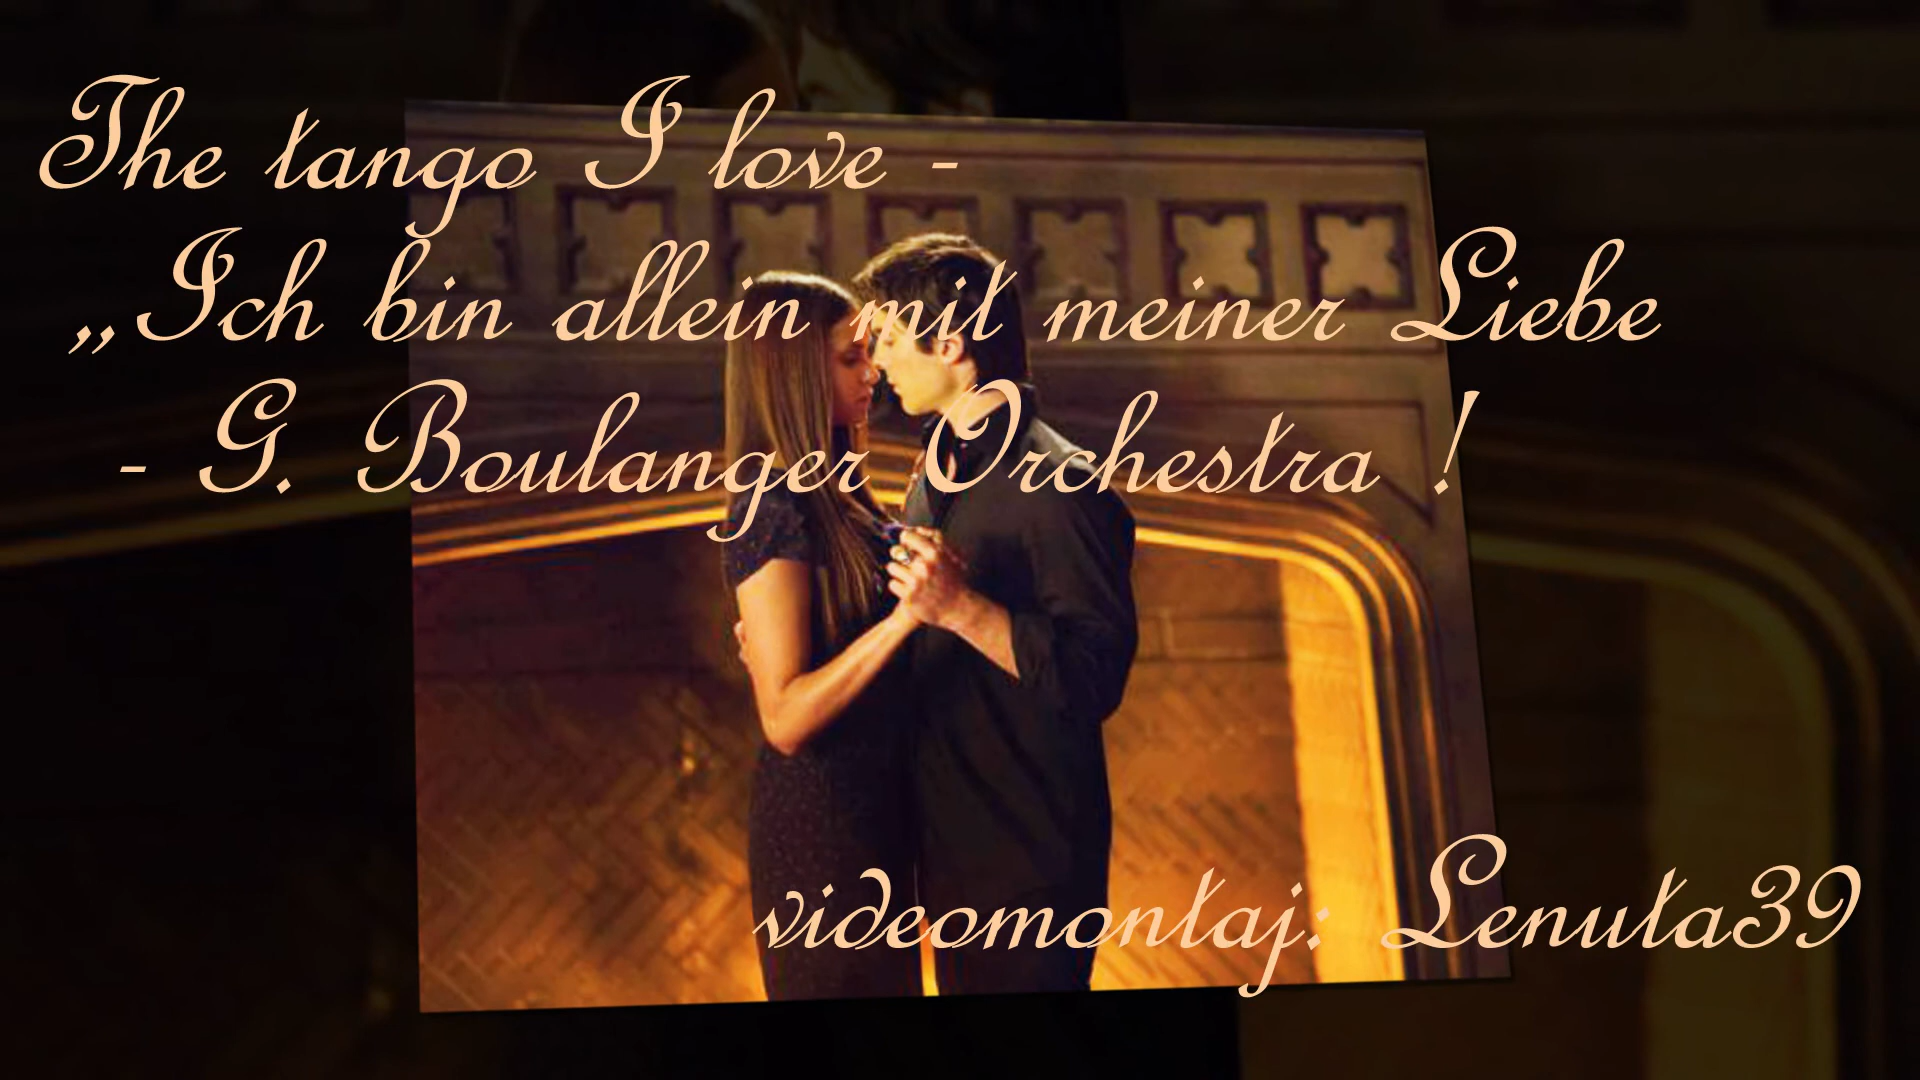 The tango I love -
„Ich bin allein mit meiner Liebe
- G. Boulanger Orchestra !
videomontaj: Lenuta39